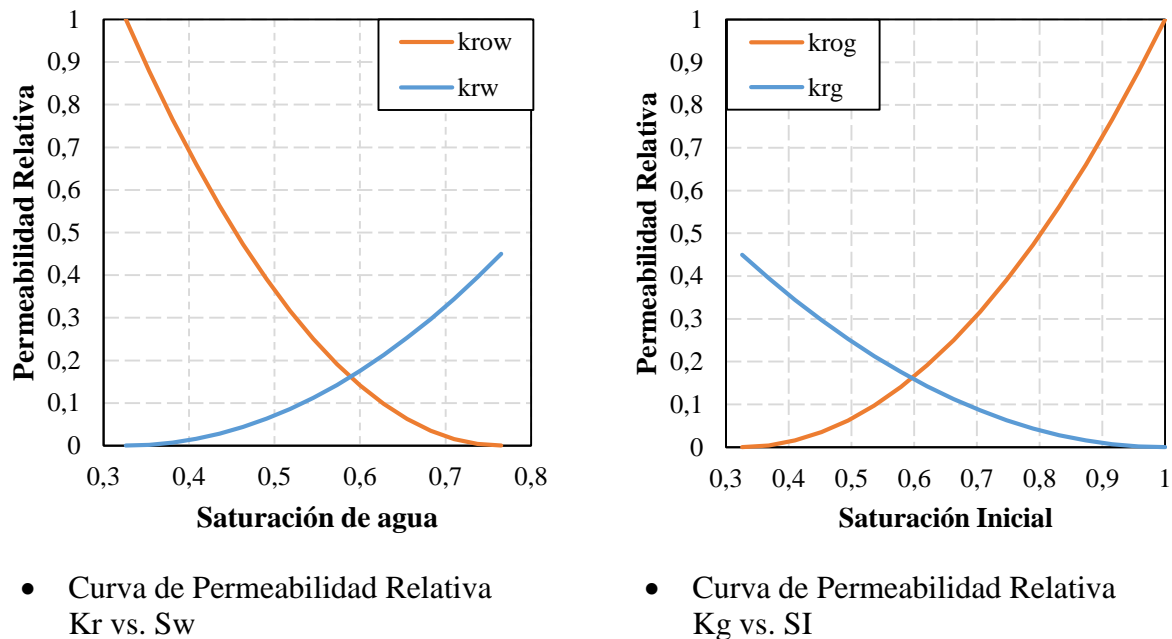 Permeabilidad Relativa
1
0,9
0,8
0,7
0,6
0,5
0,4
0,3
0,2
0,1
0
krow
krw
0,3 0,4 0,5 0,6 0,7 0,8
Saturación de agua
Permeabilidad Relativa
1
0,9
0,8
0,7
0,6
0,5
0,4
0,3
0,2
0,1
0
krog
krg
0,3 0,4 0,5 0,6 0,7 0,8 0,9 1
Saturación Inicial
• Curva de Permeabilidad Relativa
Kr vs. Sw
• Curva de Permeabilidad Relativa
Kg vs. SI